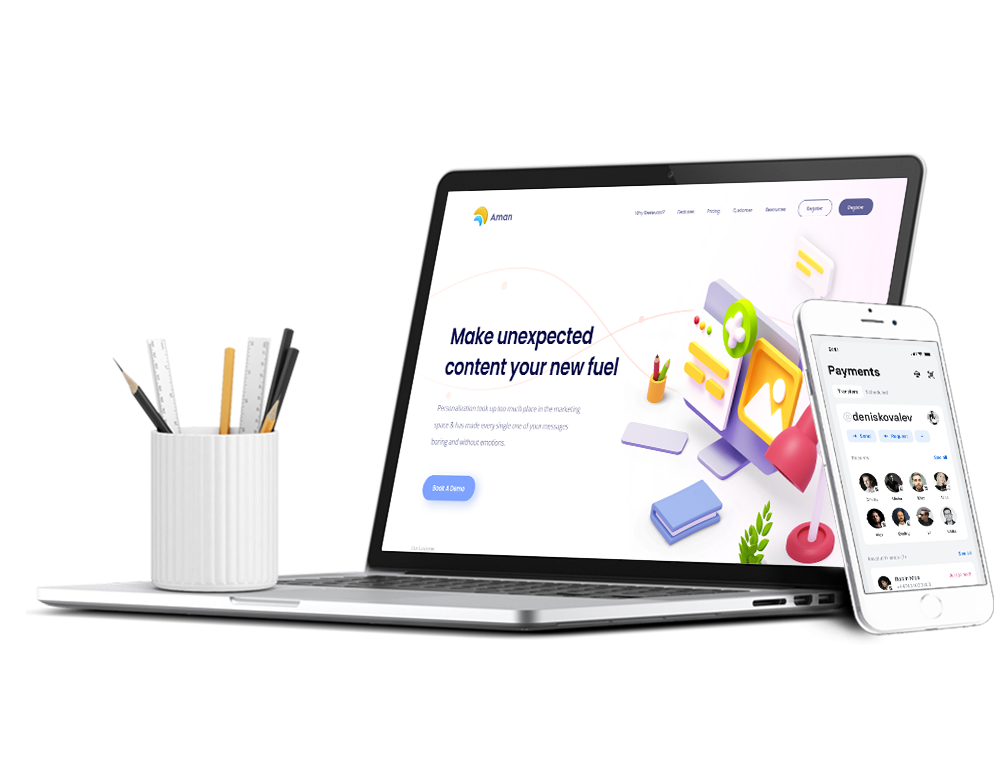 Aman
Why
Features
Pricing
Customer
Resources
Register
Register
Make unexpected
content your new fuel
Personalization took up too much place in the marketing
space & has made every single one of your messages
boring and without emotions.
Book A Demo
Payments
Transfers
Scheduled
@deniskovalev
Send
Request
See all
See all